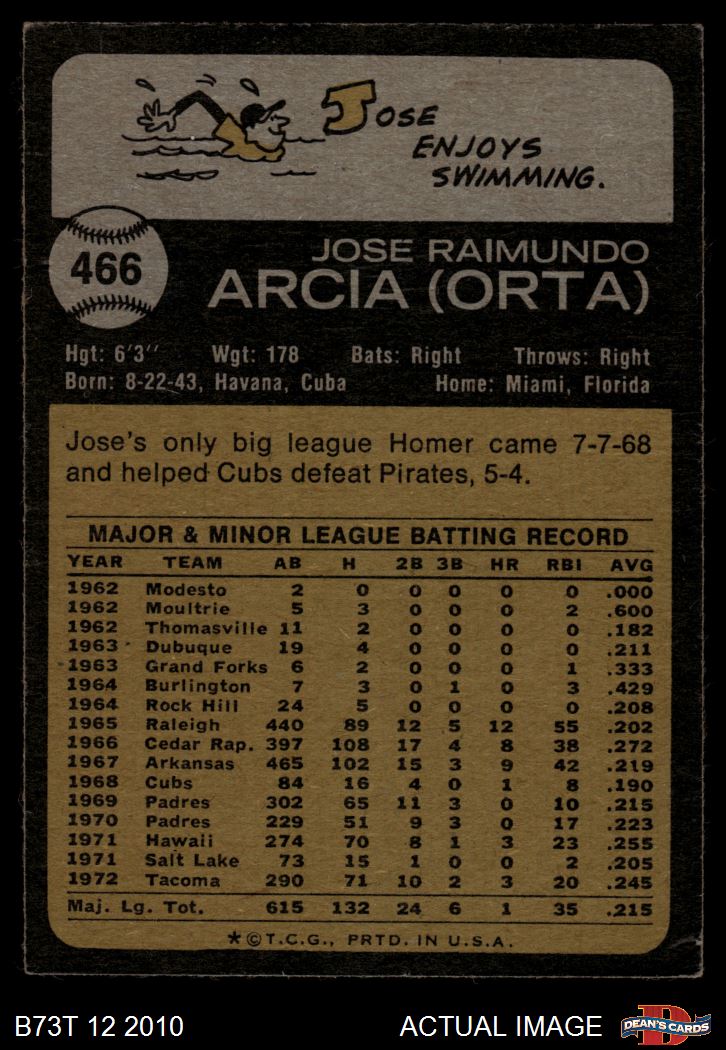 JOSE
ENJOYS
SWIMMING.
466
JOSE RAIMUNDO
ARCIA (ORTA)
Hgt: 6'3'' Wgt: 178 Bats: Right Throws: Right
Born: 8-22-43, Havana, Cuba Home: Miami, Florida
Jose's only big league Homer came 7-7-68
and helped Cubs defeat Pirates, 5-4.
MAJOR & MINOR LEAGUE BATTING RECORD
YEAR TEAM AB H 2B 3B HR RBI AVG
1962 Modesto 2 0 0 0 0 0 .000
1962 Moultrie 5 3 0 0 0 2 .600
1962 Thomasville 11 2 0 0 0 0 .182
1963 Dubuque 19 4 0 0 0 0 .211
1963 Grand Forks 6 2 0 0 0 1 .333
1964 Burlington 7 3 0 1 0 3 .429
1964 Rock Hill 24 5 0 0 0 0 .208
1965 Raleigh 440 89 12 5 12 55 .202
1966 Cedar Rap. 397 108 17 4 8 38 .272
1967 Arkansas 465 102 15 3 9 42 .219
1968 Cubs 84 16 4 0 1 8 .190
1969 Padres 302 65 11 3 0 10 .215
1970 Padres 229 51 9 3 0 17 .223
1971 Hawaii 274 70 8 1 3 23 .255
1971 Salt Lake 73 15 1 0 0 2 .205
1972 Tacoma 290 71 10 2 3 20 .245
Maj. Lg. Tot. 615 132 24 6 1 35 .215
*©T.C.G., PRTD. IN U.S.A.
B73T 12 2010 ACTUAL IMAGE DEAN'S CARDS